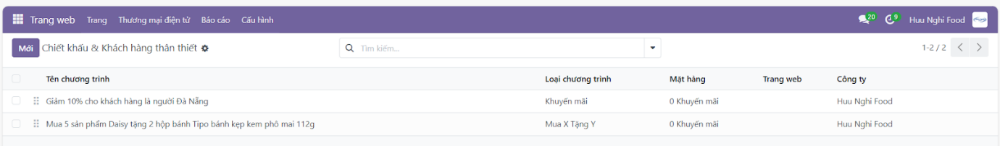 Trang web Trang Thương mại điện tử Báo cáo Cấu hình 20 9 Huu Nghi Food
Mới Chiết khấu & Khách hàng thân thiết Tìm kiếm... 1-2 / 2
Tên chương trình Loại chương trình Mặt hàng Trang web Công ty
Giảm 10% cho khách hàng là người Đà Nẵng Khuyến mãi 0 Khuyến mãi Huu Nghi Food
Mua 5 sản phẩm Daisy tặng 2 hộp bánh Tipo bánh kẹp kem phô mai 112g Mua X Tặng Y 0 Khuyến mãi Huu Nghi Food